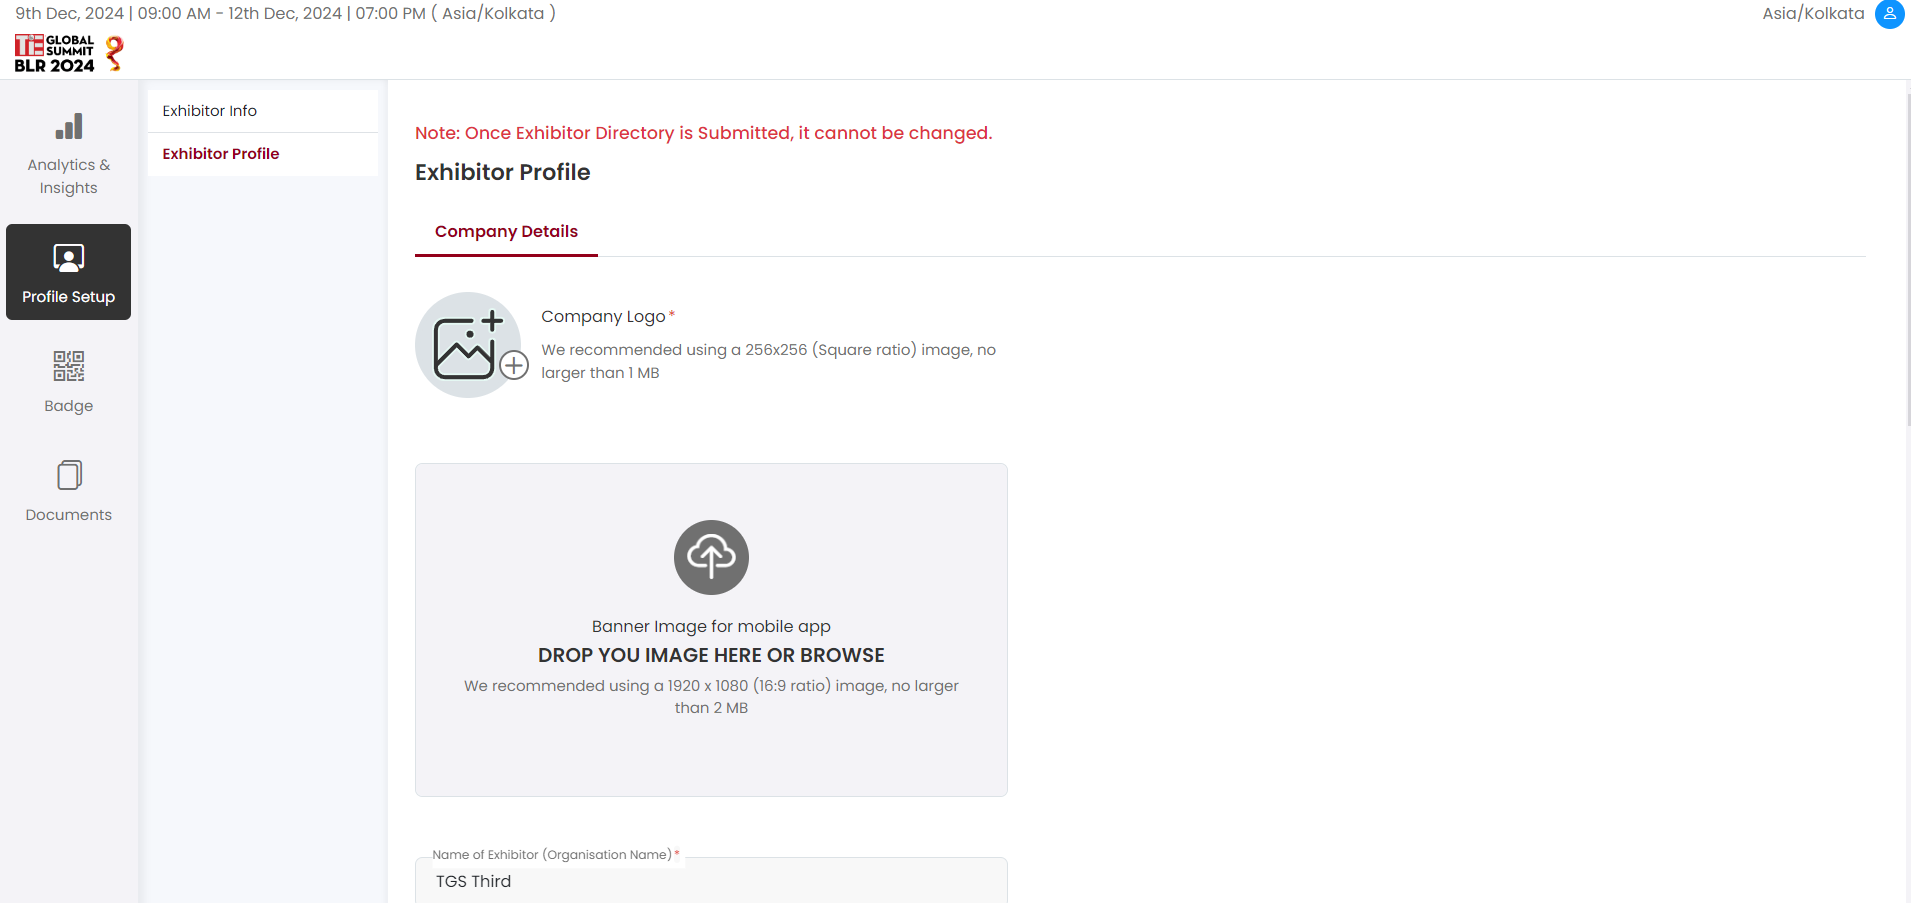 9th Dec, 2024 | 09:00 AM - 12th Dec, 2024 | 07:00 PM ( Asia/Kolkata )
Asia/Kolkata
TiE GLOBAL
SUMMIT
BLR 2024
Analytics &
Insights
Profile Setup
Badge
Documents
Exhibitor Info
Exhibitor Profile
Note: Once Exhibitor Directory is Submitted, it cannot be changed.
Exhibitor Profile
Company Details
Company Logo*
We recommended using a 256x256 (Square ratio) image, no
larger than 1 MB
Banner Image for mobile app
DROP YOU IMAGE HERE OR BROWSE
We recommended using a 1920 x 1080 (16:9 ratio) image, no larger
than 2 MB
Name of Exhibitor (Organisation Name)*
TGS Third